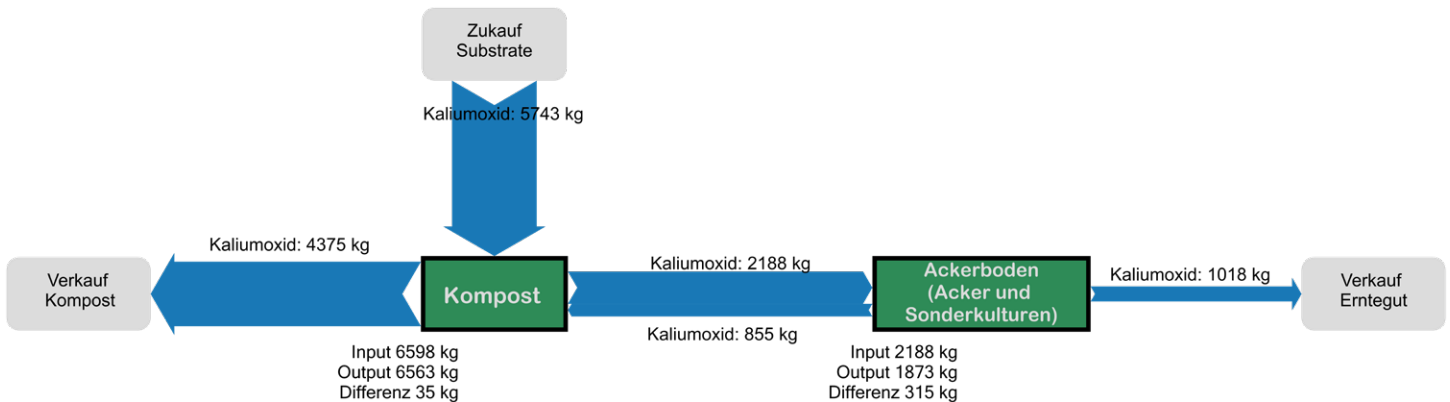 Zukauf
Substrate
Kaliumoxid: 5743 kg
Kaliumoxid: 4375 kg
Verkauf
Kompost
Kompost
Kaliumoxid: 2188 kg
Kaliumoxid: 855 kg
Ackerboden
(Acker und
Sonderkulturen)
Kaliumoxid: 1018 kg
Verkauf
Erntegut
Input 6598 kg
Output 6563 kg
Differenz 35 kg
Input 2188 kg
Output 1873 kg
Differenz 315 kg